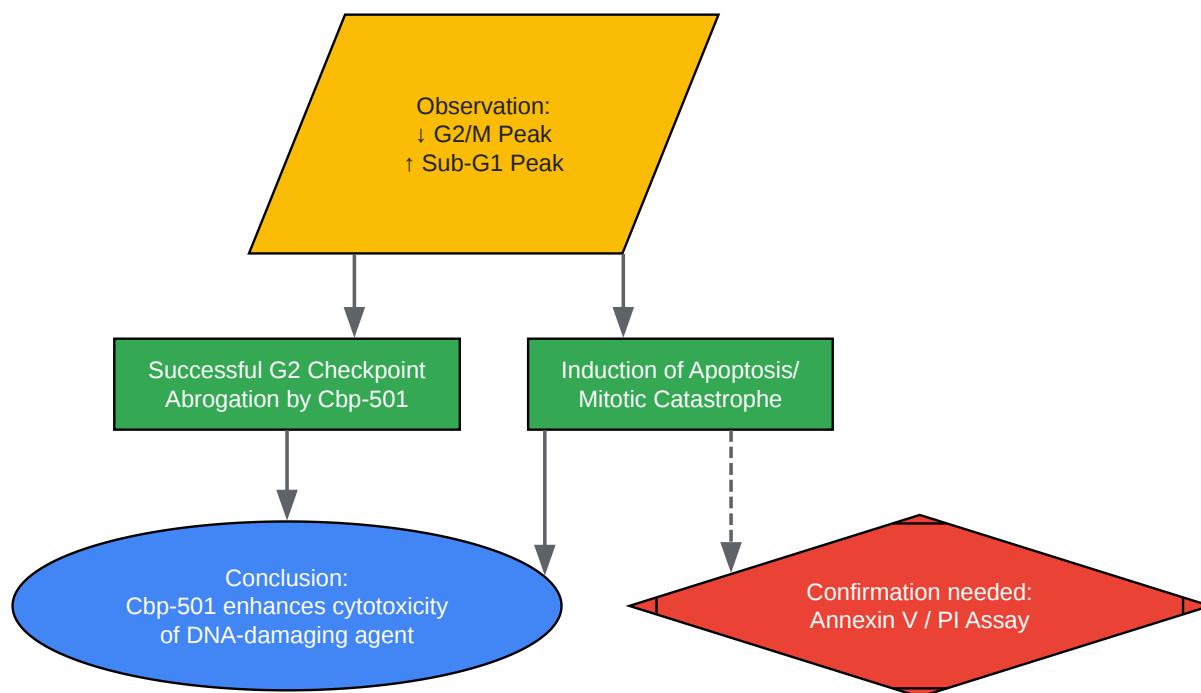 Observation:
↓ G2/M Peak
↑ Sub-G1 Peak
Successful G2 Checkpoint
Abrogation by Cbp-501
Induction of Apoptosis/
Mitotic Catastrophe
Conclusion:
Cbp-501 enhances cytotoxicity
of DNA-damaging agent
Confirmation needed:
Annexin V / PI Assay